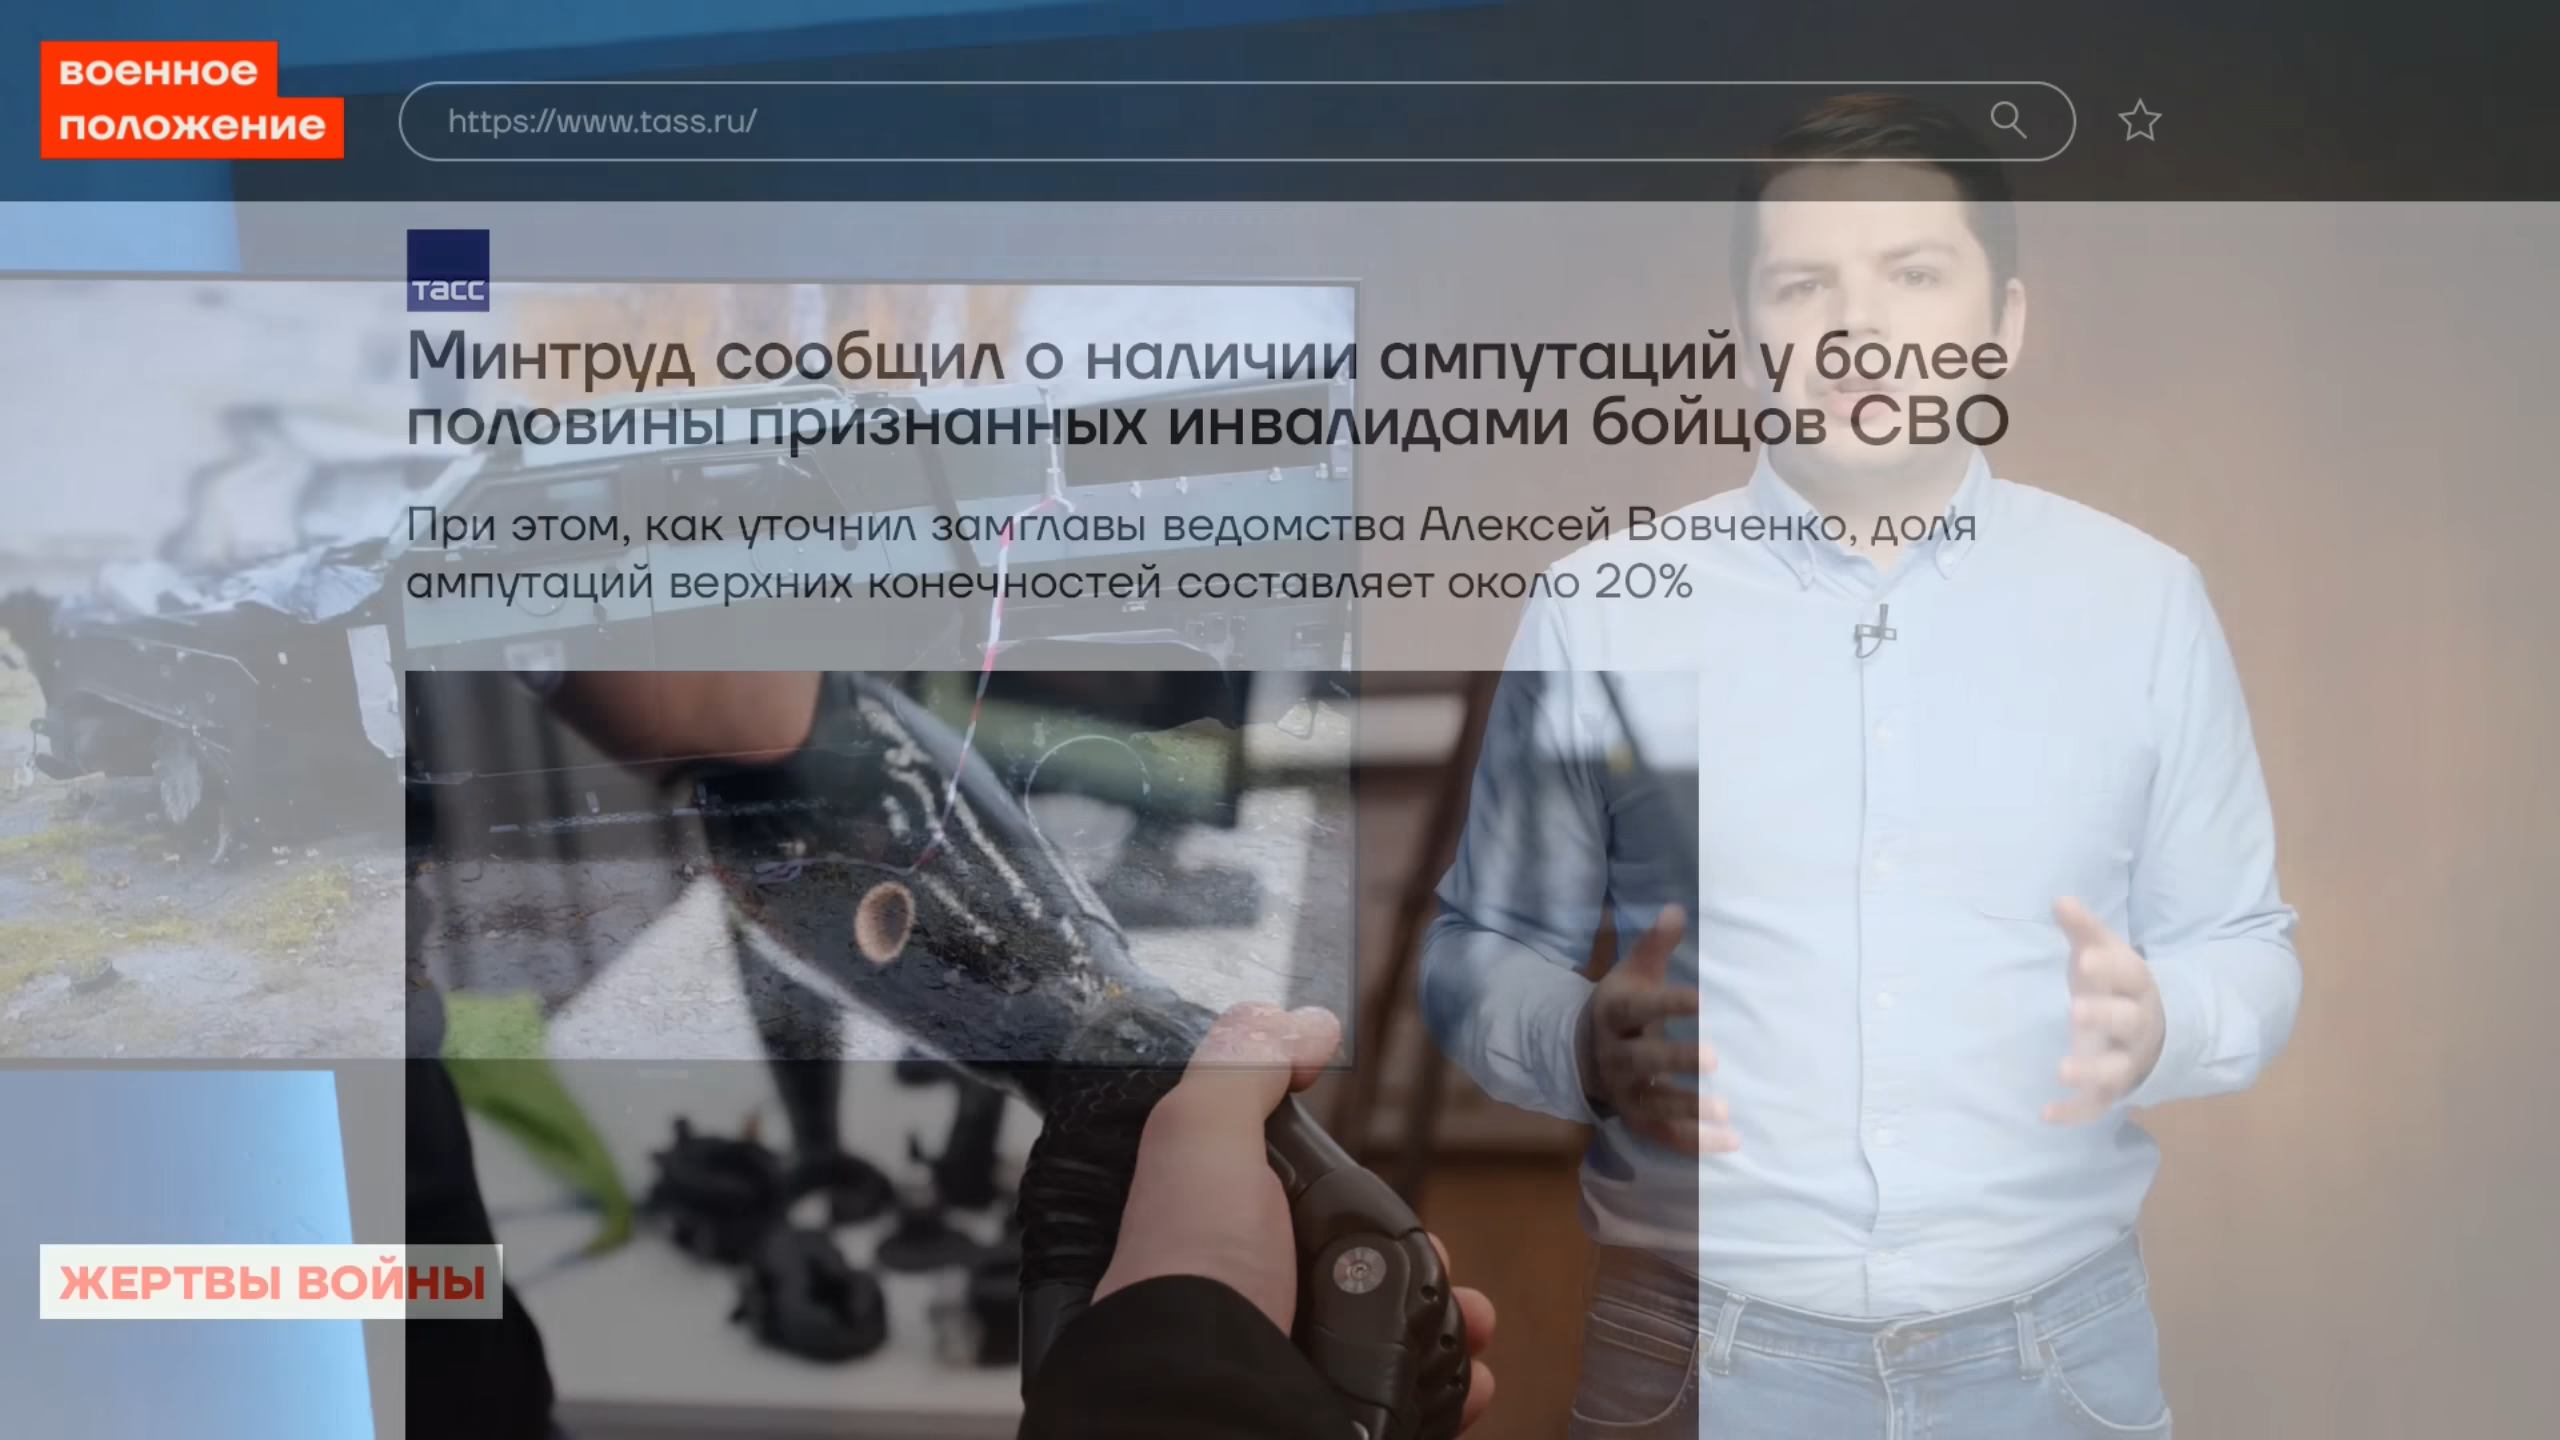 военное
положение
https://www.tass.ru/
тасс
Минтруд сообщил о наличии ампутаций у более
половины признанных инвалидами бойцов СВО
При этом, как уточнил замглавы ведомства Алексей Вовченко, доля
ампутаций верхних конечностей составляет около 20%
ЖЕРТВЫ ВОЙНЫ